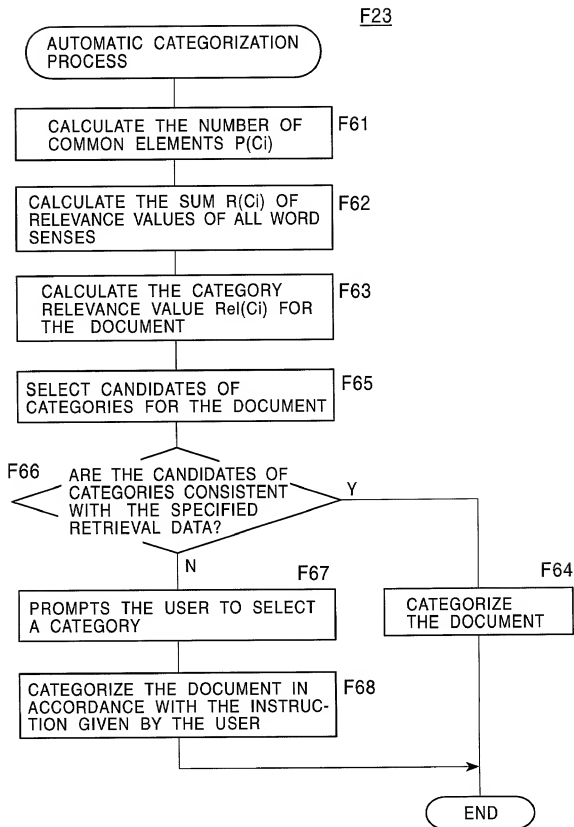 F23
AUTOMATIC CATEGORIZATION
PROCESS
CALCULATE THE NUMBER OF
COMMON ELEMENTS P(Ci)
F61
CALCULATE THE SUM R(Ci) OF
RELEVANCE VALUES OF ALL WORD
SENSES
F62
CALCULATE THE CATEGORY
RELEVANCE VALUE Rel(Ci) FOR
THE DOCUMENT
F63
SELECT CANDIDATES OF
CATEGORIES FOR THE DOCUMENT
F65
F66
ARE THE CANDIDATES OF
CATEGORIES CONSISTENT
WITH THE SPECIFIED
RETRIEVAL DATA?
Y
N
F67
PROMPTS THE USER TO SELECT
A CATEGORY
F64
CATEGORIZE
THE DOCUMENT
CATEGORIZE THE DOCUMENT IN
ACCORDANCE WITH THE INSTRUC-
TION GIVEN BY THE USER
F68
END